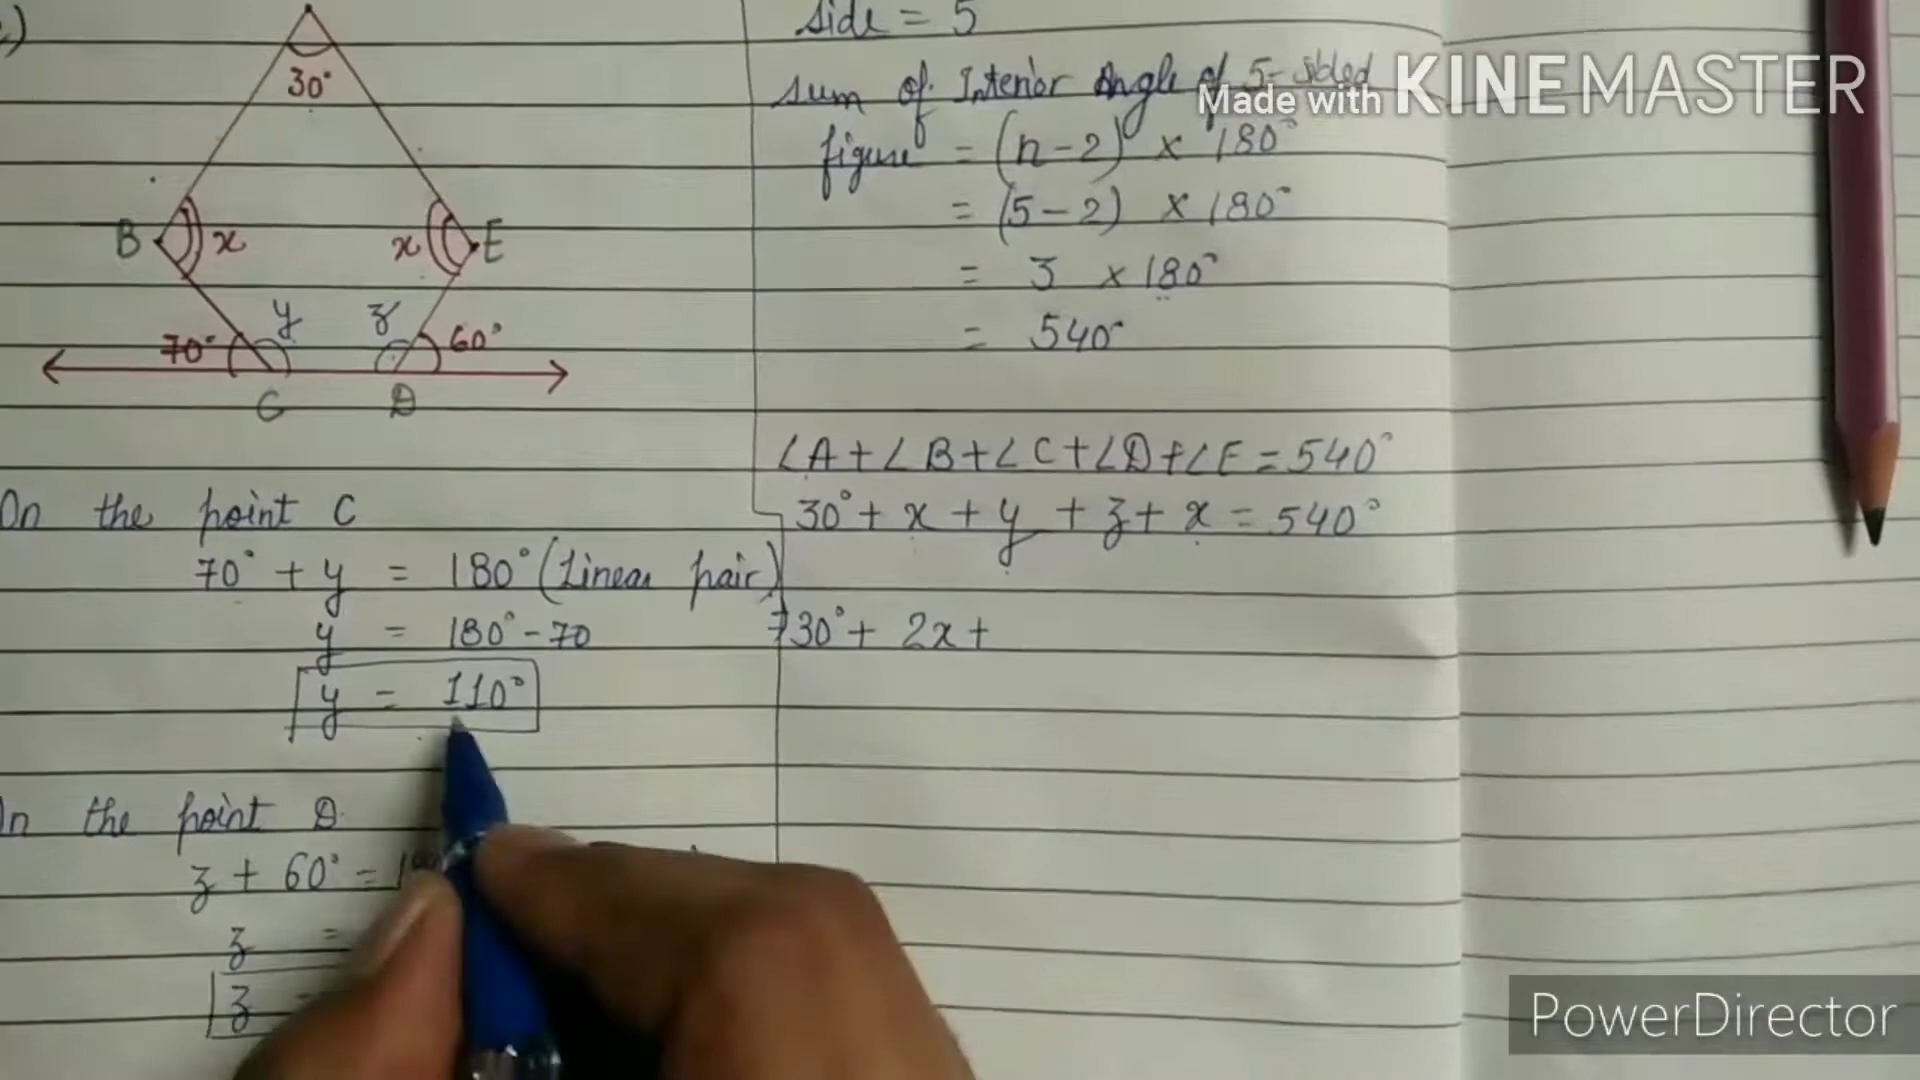 30°
B x x E
y z
70° 60°
C D
On the point C
70° + y = 180° (Linear pair)
y = 180° - 70
y = 110°
In the point D
z + 60° =
z =
z =
side = 5
sum of Interior Angle of 5-sided
figure = (n-2) × 180°
= (5-2) × 180°
= 3 × 180°
= 540°
∠A+∠B+∠C+∠D+∠E = 540°
30° + x + y + z + x = 540°
30° + 2x +
Made with KINEMASTER
PowerDirector